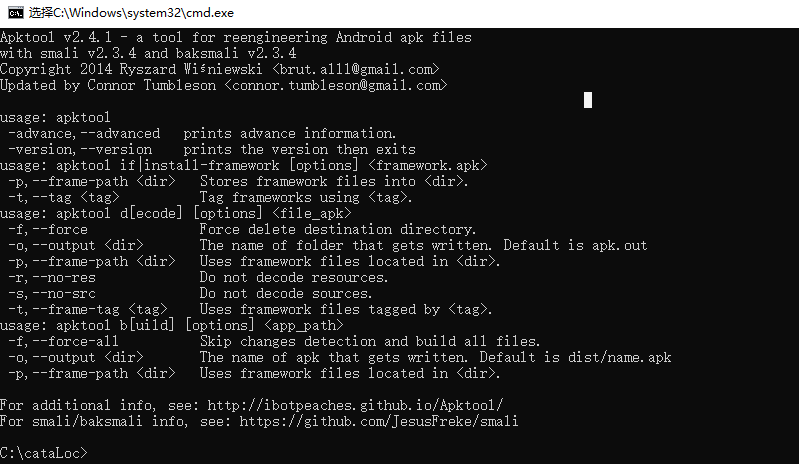 选择C:\Windows\system32\cmd.exe
Apktool v2.4.1 - a tool for reengineering Android apk files
with smali v2.3.4 and baksmali v2.3.4
Copyright 2014 Ryszard Wiśniewski <brut.alll@gmail.com>
Updated by Connor Tumbleson <connor.tumbleson@gmail.com>
usage: apktool
-advance,--advanced   prints advance information.
-version,--version    prints the version then exits
usage: apktool if|install-framework [options] <framework.apk>
-p,--frame-path <dir>   Stores framework files into <dir>.
-t,--tag <tag>          Tag frameworks using <tag>.
usage: apktool d[ecode] [options] <file_apk>
-f,--force              Force delete destination directory.
-o,--output <dir>       The name of folder that gets written. Default is apk.out
-p,--frame-path <dir>   Uses framework files located in <dir>.
-r,--no-res             Do not decode resources.
-s,--no-src             Do not decode sources.
-t,--frame-tag <tag>    Uses framework files tagged by <tag>.
usage: apktool b[uild] [options] <app_path>
-f,--force-all          Skip changes detection and build all files.
-o,--output <dir>       The name of apk that gets written. Default is dist/name.apk
-p,--frame-path <dir>   Uses framework files located in <dir>.
For additional info, see: http://ibotpeaches.github.io/Apktool/
For smali/baksmali info, see: https://github.com/JesusFreke/smali
C:\cataLoc>